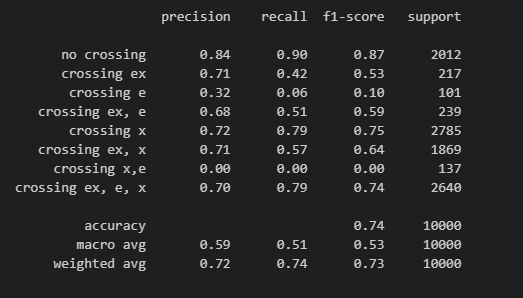 precision recall f1-score support
no crossing 0.84 0.90 0.87 2012
crossing ex 0.71 0.42 0.53 217
crossing e 0.32 0.06 0.10 101
crossing ex, e 0.68 0.51 0.59 239
crossing x 0.72 0.79 0.75 2785
crossing ex, x 0.71 0.57 0.64 1869
crossing x,e 0.00 0.00 0.00 137
crossing ex, e, x 0.70 0.79 0.74 2640
accuracy 0.74 10000
macro avg 0.59 0.51 0.53 10000
weighted avg 0.72 0.74 0.73 10000